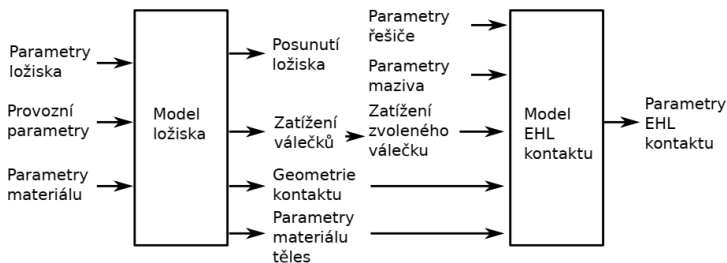 Parametry
ložiska
Provozní
parametry
Parametry
materiálu
Model
ložiska
Posunutí
ložiska
Zatížení
válečků
Geometrie
kontaktu
Parametry
materiálu
těles
Parametry
řešiče
Parametry
maziva
Zatížení
zvoleného
válečku
Model
EHL
kontaktu
Parametry
EHL
kontaktu